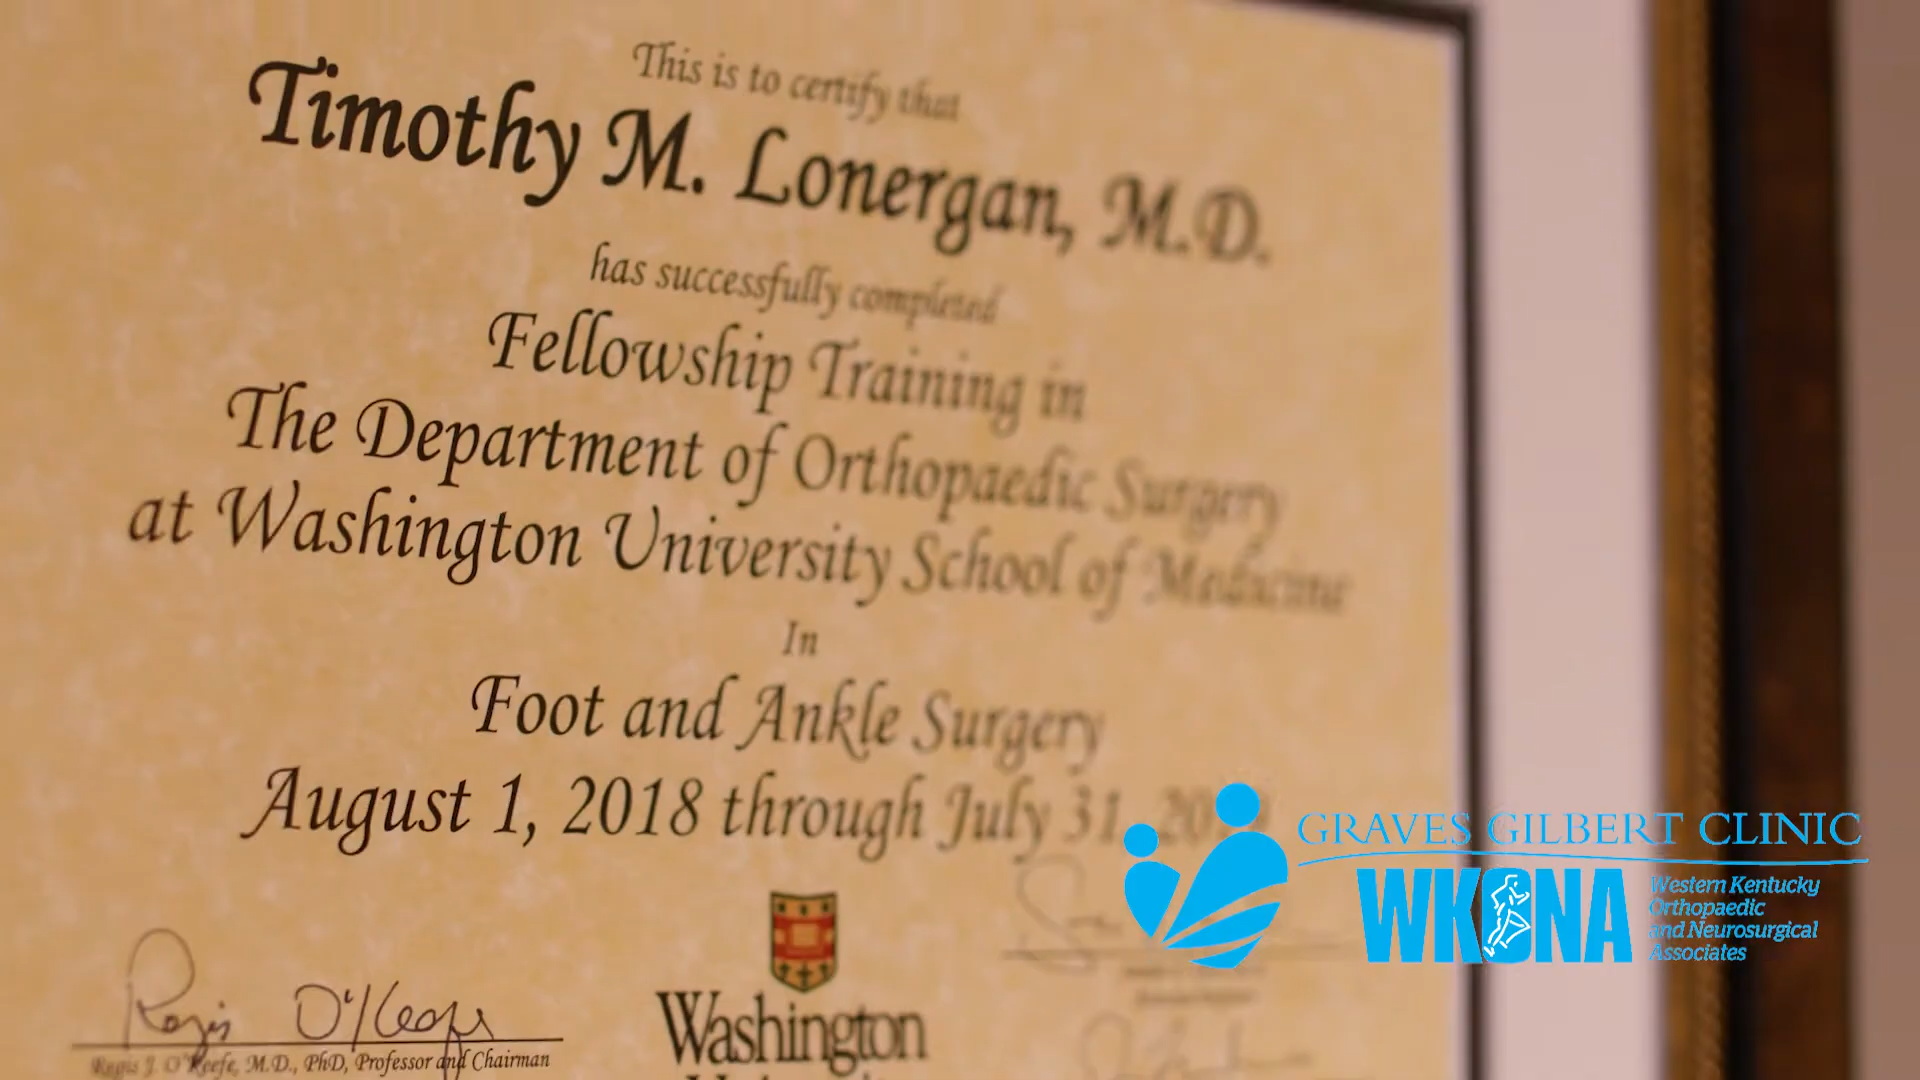 This is to certify that
Timothy M. Lonergan, M.D.
has successfully completed
Fellowship Training in
The Department of Orthopaedic Surgery
at Washington University School of Medicine
In
Foot and Ankle Surgery
August 1, 2018 through July 31,
GRAVES GILBERT CLINIC
WKONA
Western Kentucky
Orthopaedic
and Neurosurgical
Associates
Regis O'Keefe
Regis J. O'Keefe, M.D., PhD, Professor and Chairman
Washington